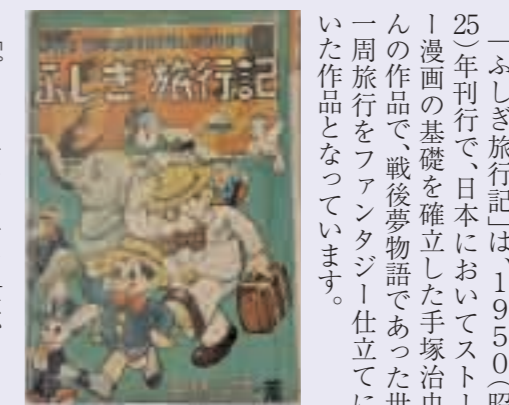 「ふしぎ旅行記」は、1950(昭
25)年刊行で、日本においてストー
ー漫画の基礎を確立した手塚治虫
んの作品で、戦後夢物語であった世
一周旅行をファンタジー仕立てに
いた作品となっています。
ふしぎ旅行記